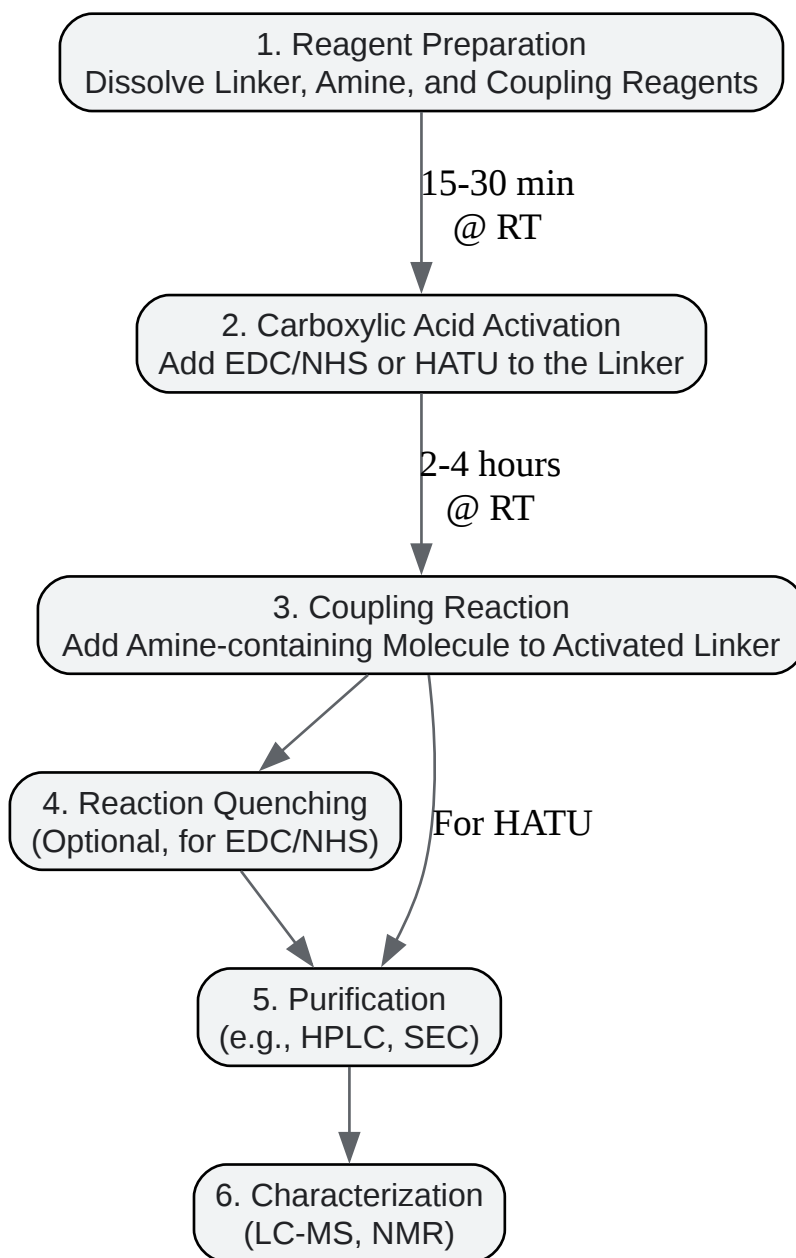 1. Reagent Preparation
Dissolve Linker, Amine, and Coupling Reagents
15-30 min
@ RT
2. Carboxylic Acid Activation
Add EDC/NHS or HATU to the Linker
2-4 hours
@ RT
3. Coupling Reaction
Add Amine-containing Molecule to Activated Linker
4. Reaction Quenching
(Optional, for EDC/NHS)
For HATU
5. Purification
(e.g., HPLC, SEC)
6. Characterization
(LC-MS, NMR)